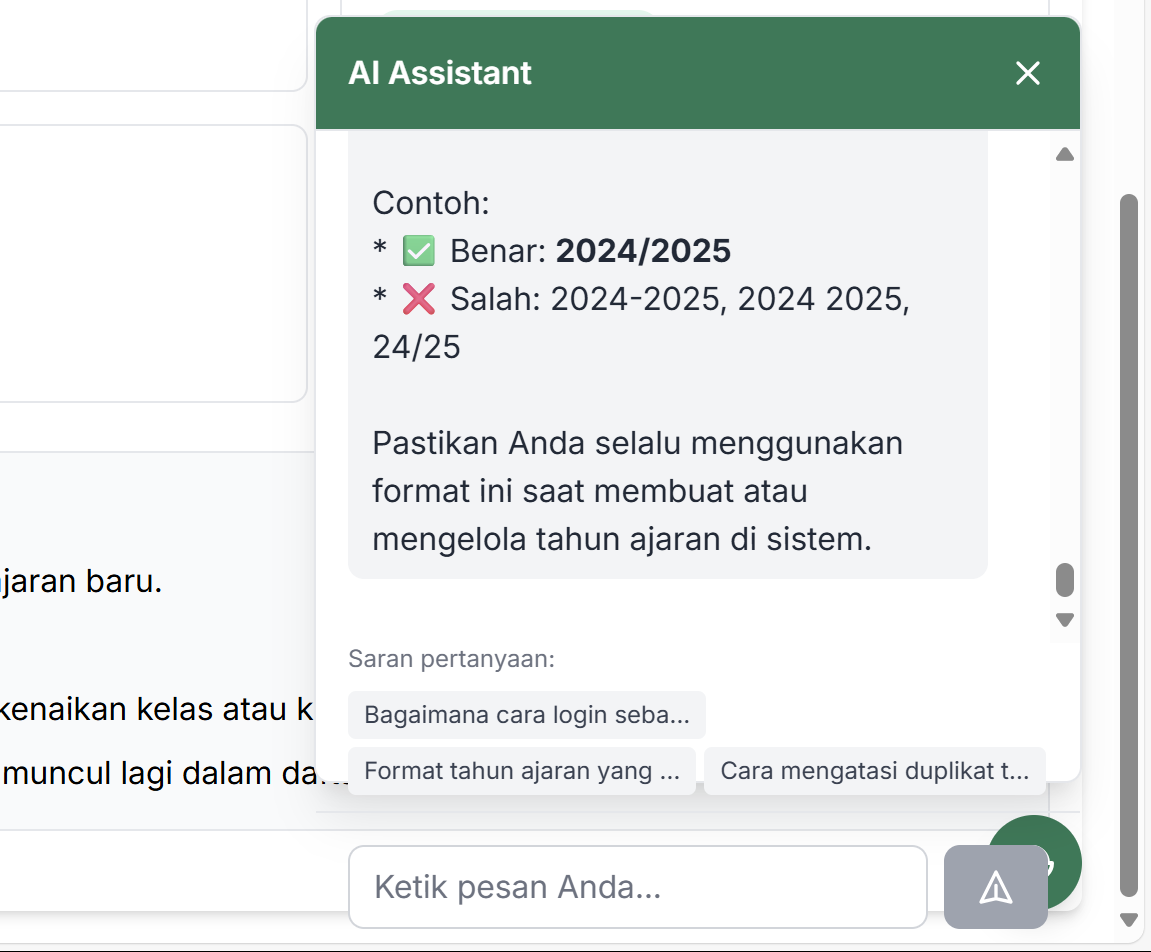 AI Assistant
Contoh:
* ✅ Benar: 2024/2025
* ❌ Salah: 2024-2025, 2024 2025,
24/25
Pastikan Anda selalu menggunakan
format ini saat membuat atau
mengelola tahun ajaran di sistem.
jaran baru.
kenaikan kelas atau k
muncul lagi dalam da
Saran pertanyaan:
Bagaimana cara login seba...
Format tahun ajaran yang ...
Cara mengatasi duplikat t...
Ketik pesan Anda...